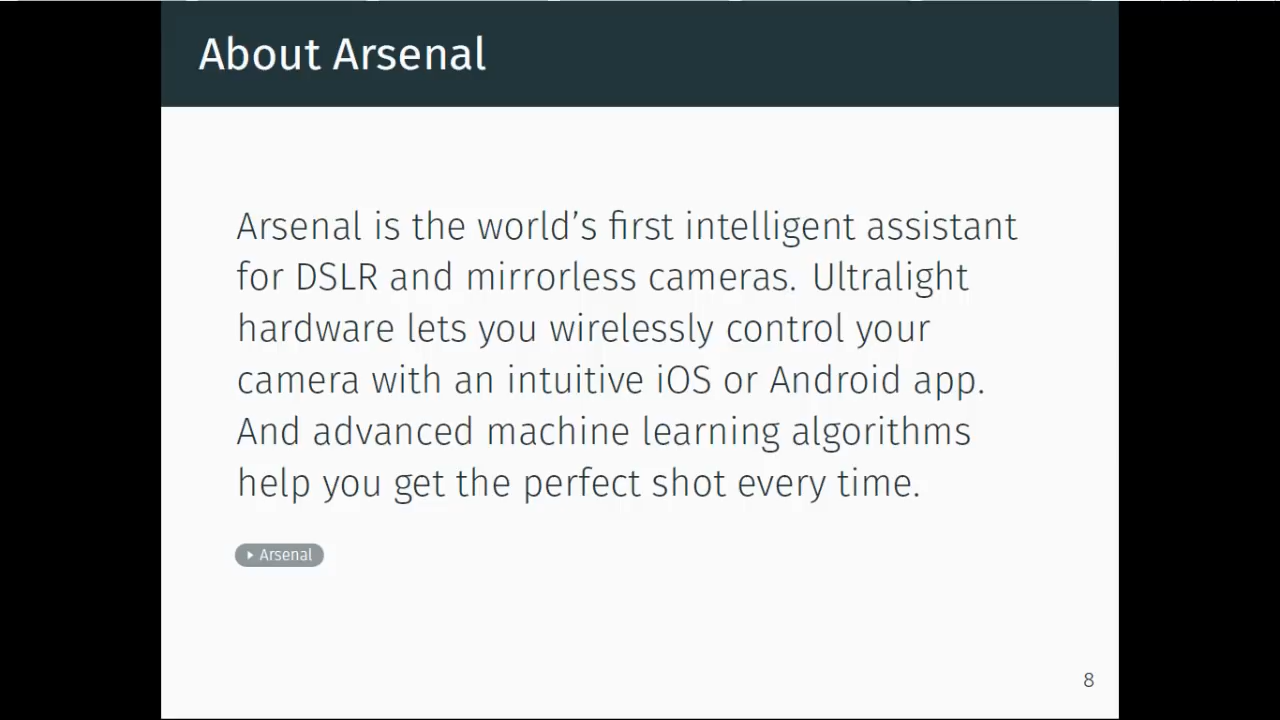 About Arsenal
Arsenal is the world’s first intelligent assistant
for DSLR and mirrorless cameras. Ultralight
hardware lets you wirelessly control your
camera with an intuitive iOS or Android app.
And advanced machine learning algorithms
help you get the perfect shot every time.
Arsenal
8